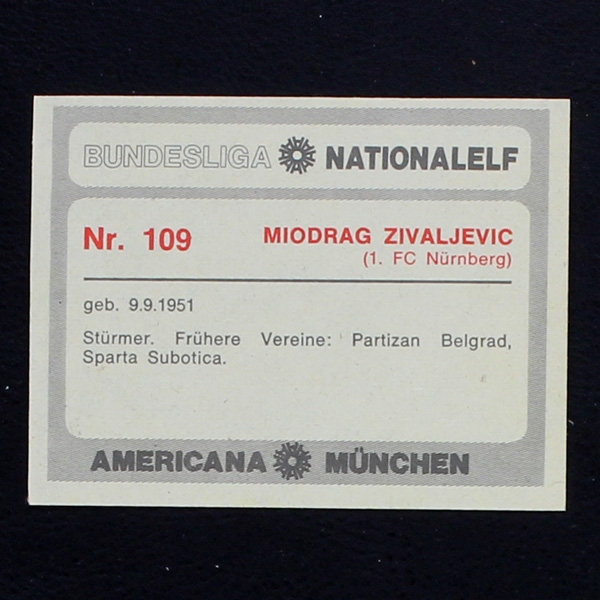 BUNDESLIGA NATIONALELF
Nr. 109 MIODRAG ZIVALJEVIC
(1. FC Nürnberg)
geb. 9.9.1951
Stürmer. Frühere Vereine: Partizan Belgrad,
Sparta Subotica.
AMERICANA MÜNCHEN